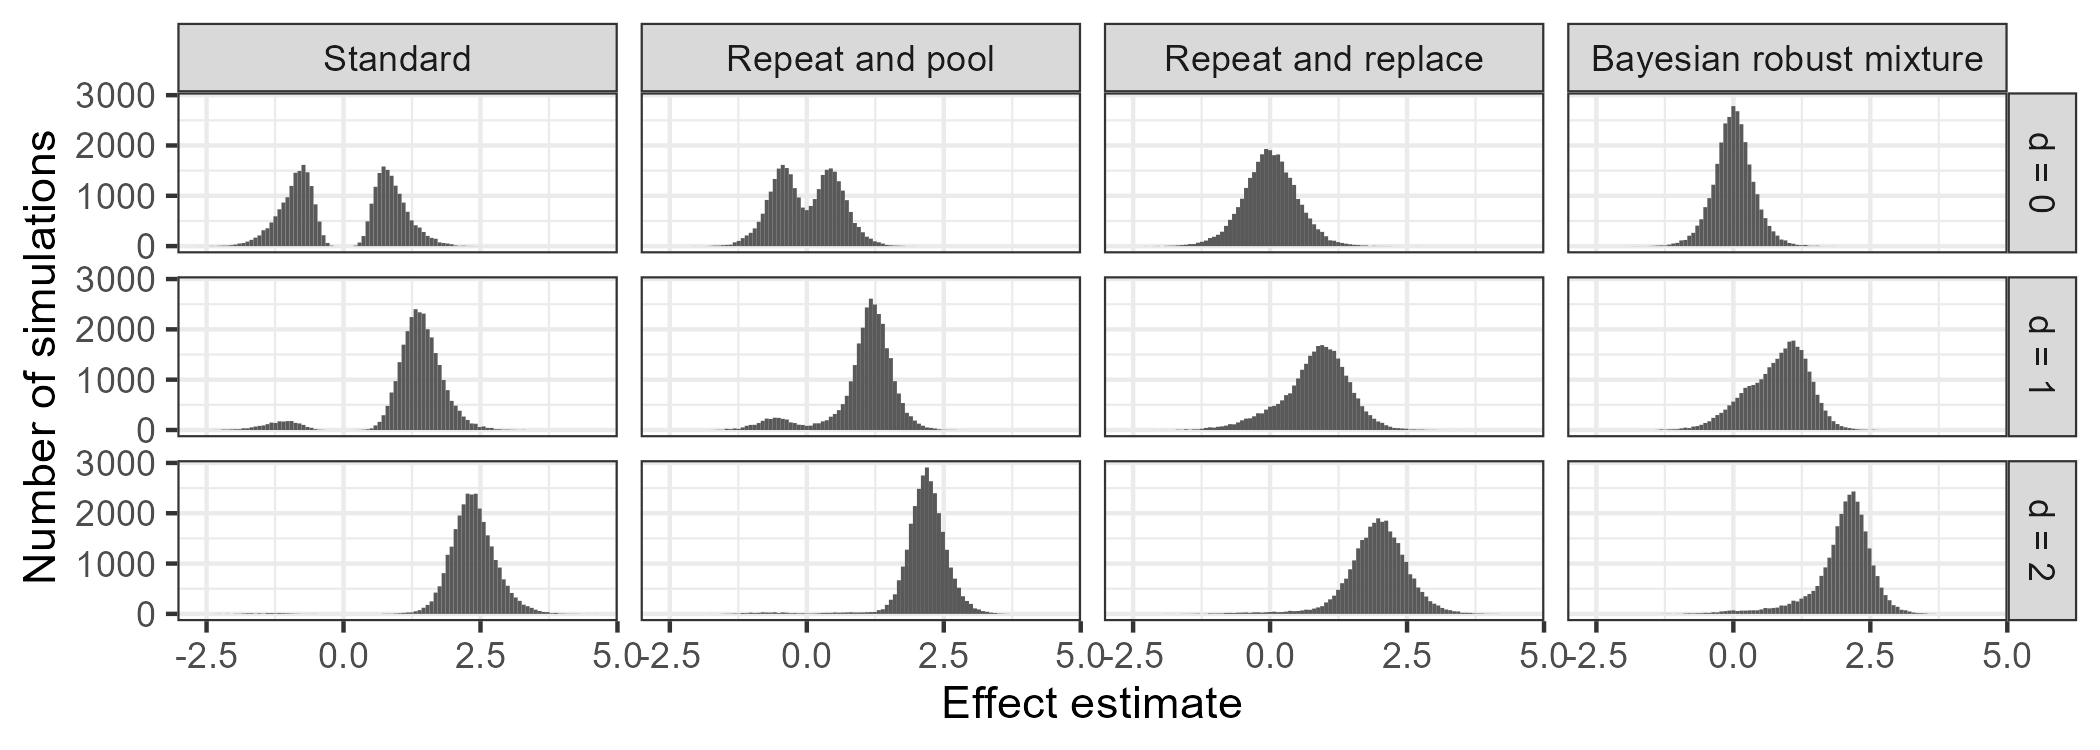 Standard Repeat and pool Repeat and replace Bayesian robust mixture
Number of simulations
3000
2000
1000
0
d = 0
3000
2000
1000
0
d = 1
3000
2000
1000
0
d = 2
-2.5 0.0 2.5 5.0 -2.5 0.0 2.5 5.0 -2.5 0.0 2.5 5.0 -2.5 0.0 2.5 5.0
Effect estimate